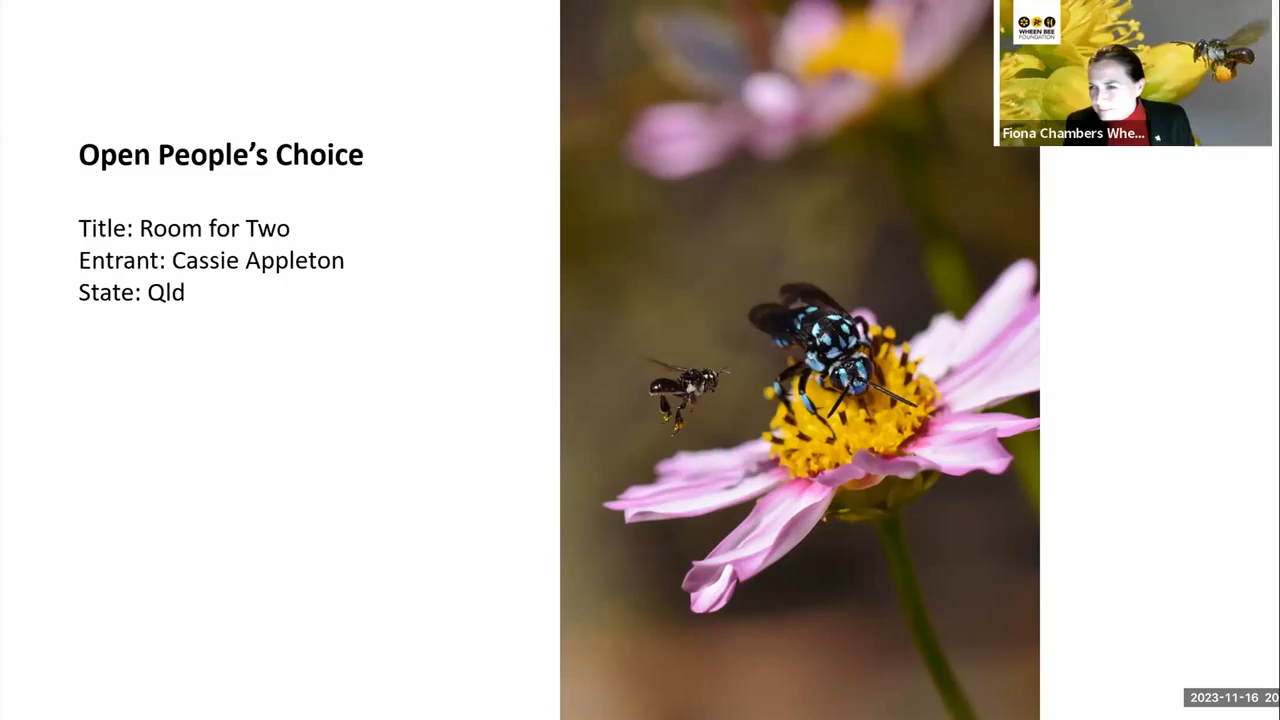 Open People’s Choice
Title: Room for Two
Entrant: Cassie Appleton
State: Qld
WHEEN BEE
FOUNDATION
Fiona Chambers Whe...
2023-11-16 20